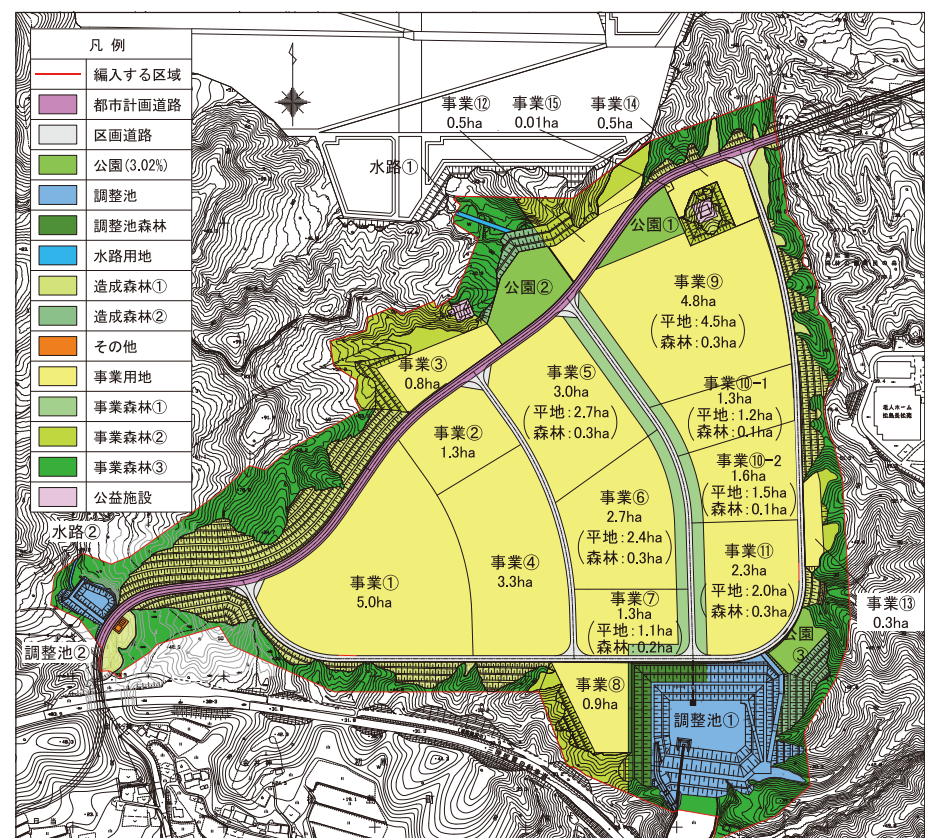 凡 例
編入する区域
都市計画道路
区画道路
公園(3.02%)
調整池
調整池森林
水路用地
造成森林①
造成森林②
その他
事業用地
事業森林①
事業森林②
事業森林③
公益施設
事業⑫
0.5ha
事業⑮
0.01ha
事業⑭
0.5ha
水路①
公園①
公園②
事業⑨
4.8ha
(平地:4.5ha
森林:0.3ha)
事業③
0.8ha
事業⑤
3.0ha
(平地:2.7ha
森林:0.3ha)
事業⑩-1
1.3ha
(平地:1.2ha
森林:0.1ha)
事業②
1.3ha
事業⑩-2
1.6ha
(平地:1.5ha
森林:0.1ha)
事業⑥
2.7ha
(平地:2.4ha
森林:0.3ha)
事業④
3.3ha
事業⑪
2.3ha
(平地:2.0ha
森林:0.3ha)
事業①
5.0ha
事業⑦
1.3ha
(平地:1.1ha
森林:0.2ha)
事業⑬
0.3ha
水路②
調整池②
公園
③
事業⑧
0.9ha
調整池①
老人ホーム